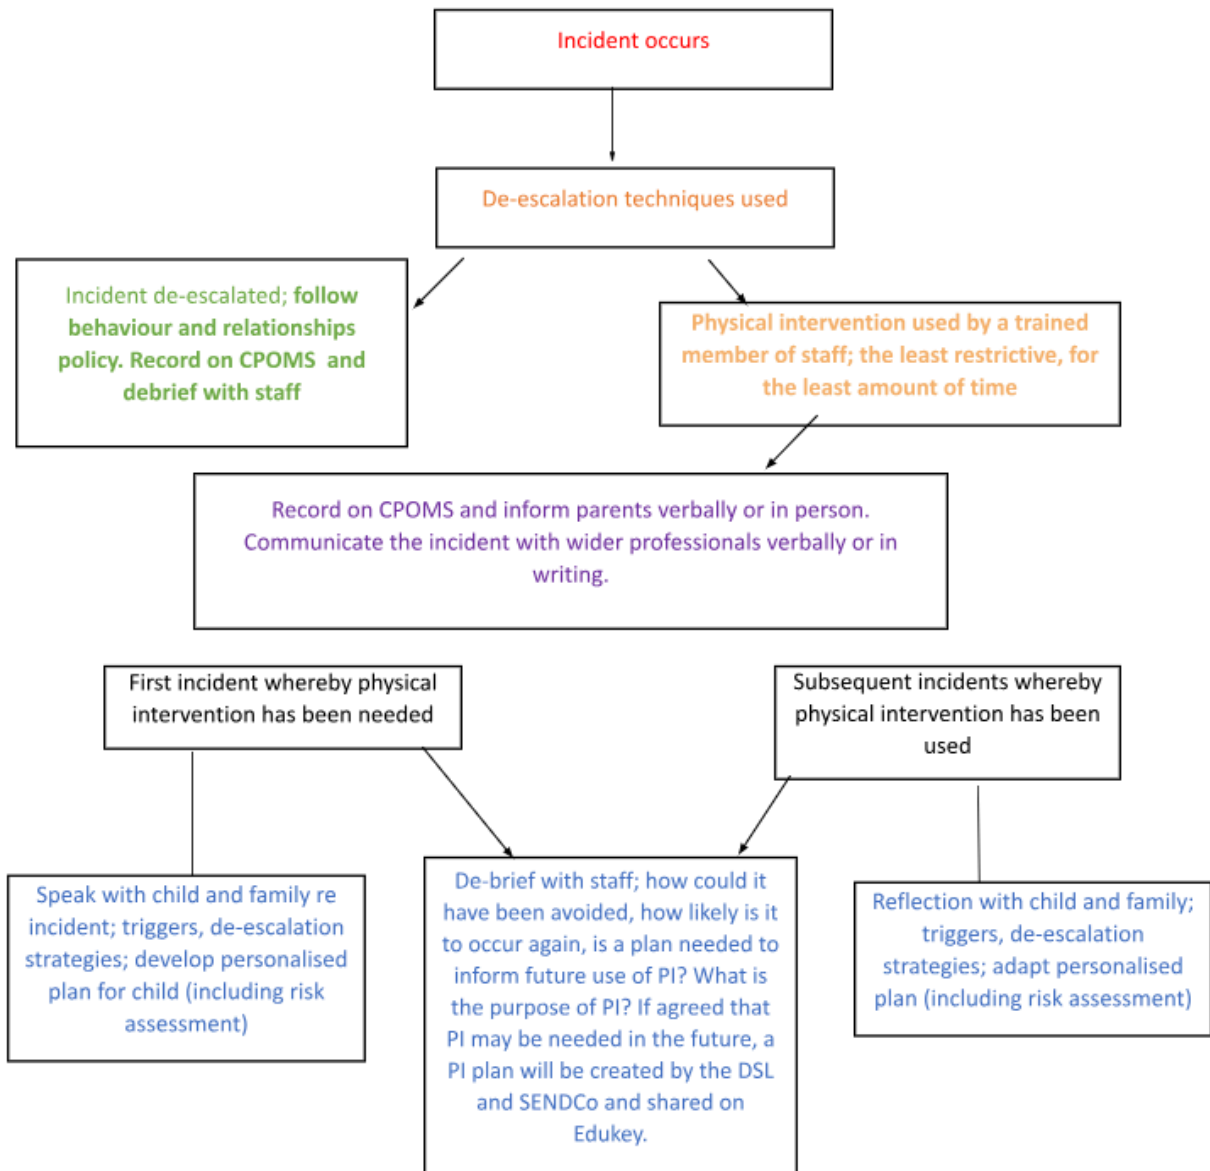 Incident occurs
De-escalation techniques used
Incident de-escalated; follow
behaviour and relationships
policy. Record on CPOMS  and
debrief with staff
Physical intervention used by a trained
member of staff; the least restrictive, for
the least amount of time
Record on CPOMS and inform parents verbally or in person.
Communicate the incident with wider professionals verbally or in
writing.
First incident whereby physical
intervention has been needed
Subsequent incidents whereby
physical intervention has been
used
Speak with child and family re
incident; triggers, de-escalation
strategies; develop personalised
plan for child (including risk
assessment)
De-brief with staff; how could it
have been avoided, how likely is it
to occur again, is a plan needed to
inform future use of PI? What is
the purpose of PI? If agreed that
PI may be needed in the future, a
PI plan will be created by the DSL
and SENDCo and shared on
Edukey.
Reflection with child and family;
triggers, de-escalation
strategies; adapt personalised
plan (including risk assessment)